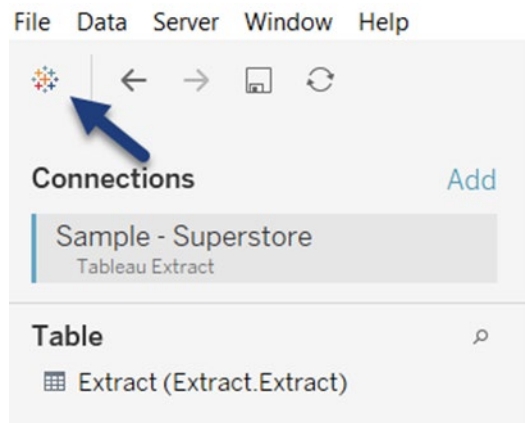 File Data Server Window Help
Connections Add
Sample - Superstore
Tableau Extract
Table
Extract (Extract.Extract)